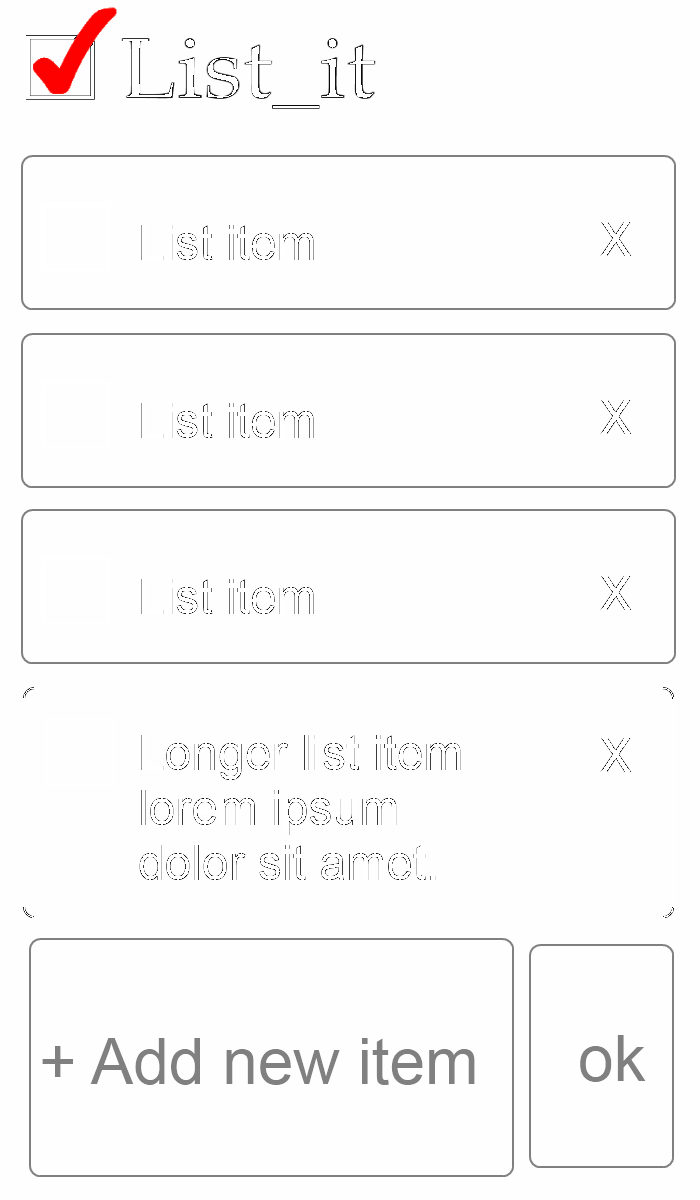 List_it
List item
X
List item
X
List item
X
Longer list item
X
lorem ipsum
dolor sit amet.
+ Add new item
ok